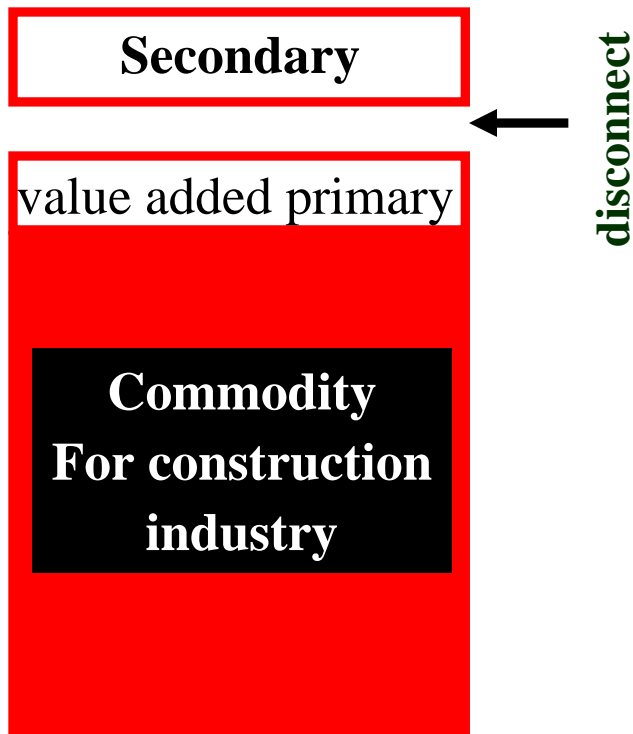 Secondary
disconnect
value added primary
Commodity
For construction
industry